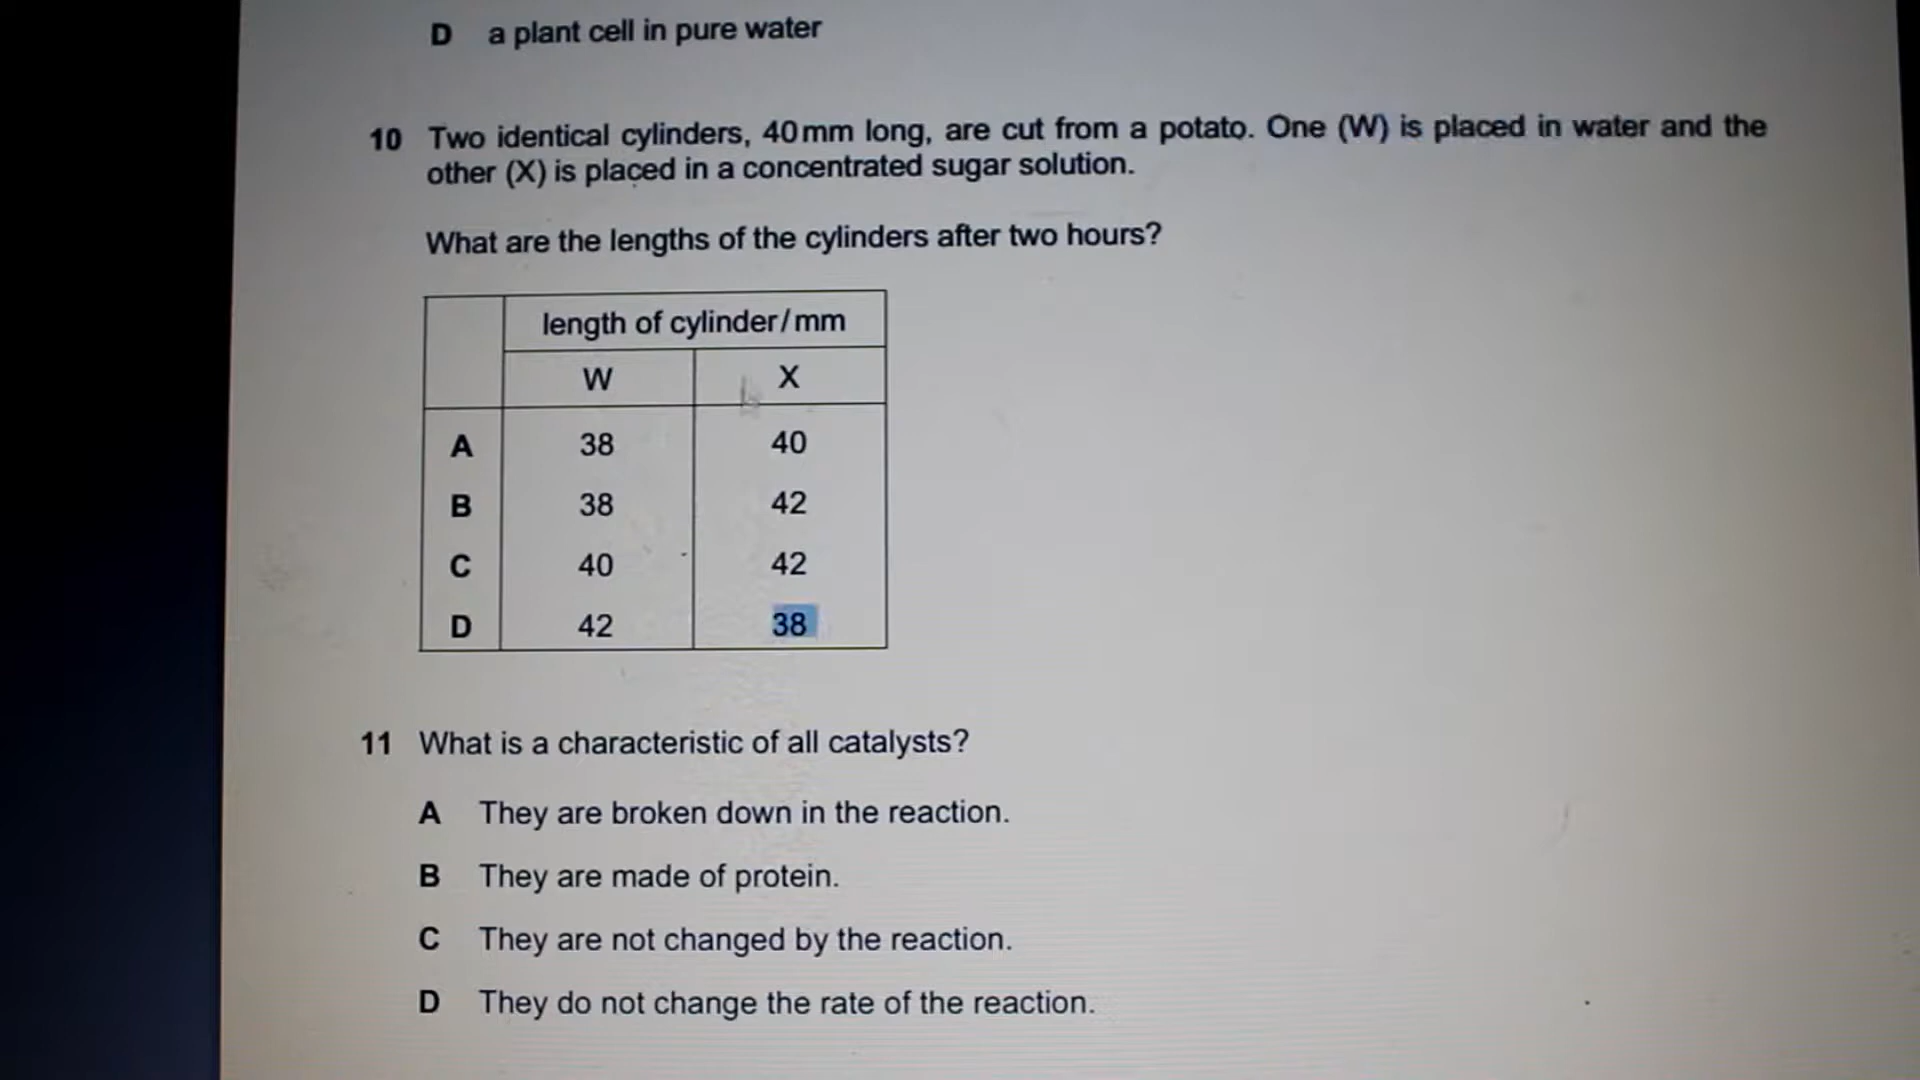 D a plant cell in pure water
10 Two identical cylinders, 40 mm long, are cut from a potato. One (W) is placed in water and the
other (X) is placed in a concentrated sugar solution.
What are the lengths of the cylinders after two hours?
length of cylinder / mm
W X
A 38 40
B 38 42
C 40 42
D 42 38
11 What is a characteristic of all catalysts?
A They are broken down in the reaction.
B They are made of protein.
C They are not changed by the reaction.
D They do not change the rate of the reaction.